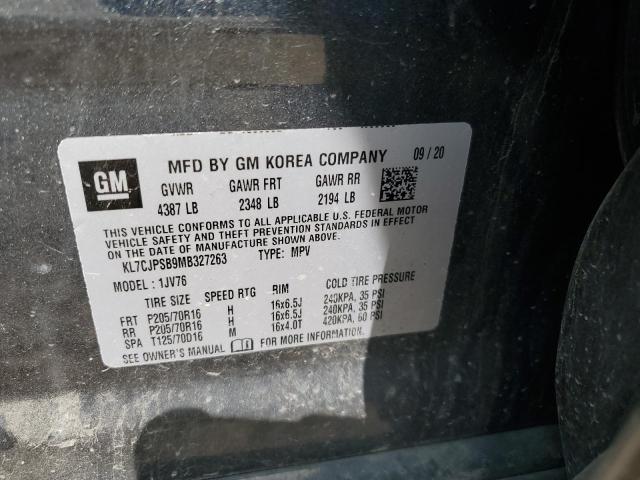 GM
MFD BY GM KOREA COMPANY 09/20
GVWR GAWR FRT GAWR RR
4387 LB 2348 LB 2194 LB
THIS VEHICLE CONFORMS TO ALL APPLICABLE U.S. FEDERAL MOTOR
VEHICLE SAFETY AND THEFT PREVENTION STANDARDS IN EFFECT
ON THE DATE OF MANUFACTURE SHOWN ABOVE.
KL7CJPSB9MB327263 TYPE: MPV
MODEL: 1JV76
TIRE SIZE SPEED RTG RIM COLD TIRE PRESSURE
FRT P205/70R16 H 16x6.5J 240KPA, 35 PSI
RR P205/70R16 H 16x6.5J 240KPA, 35 PSI
SPA T125/70D16 M 16x4.0T 420KPA, 60 PSI
SEE OWNER'S MANUAL FOR MORE INFORMATION.